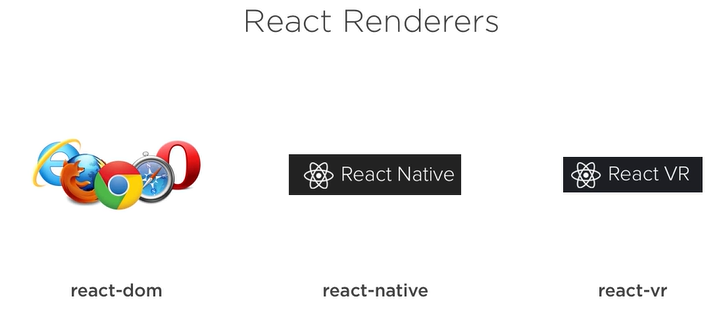 React Renderers
React Native
React VR
react-dom
react-native
react-vr